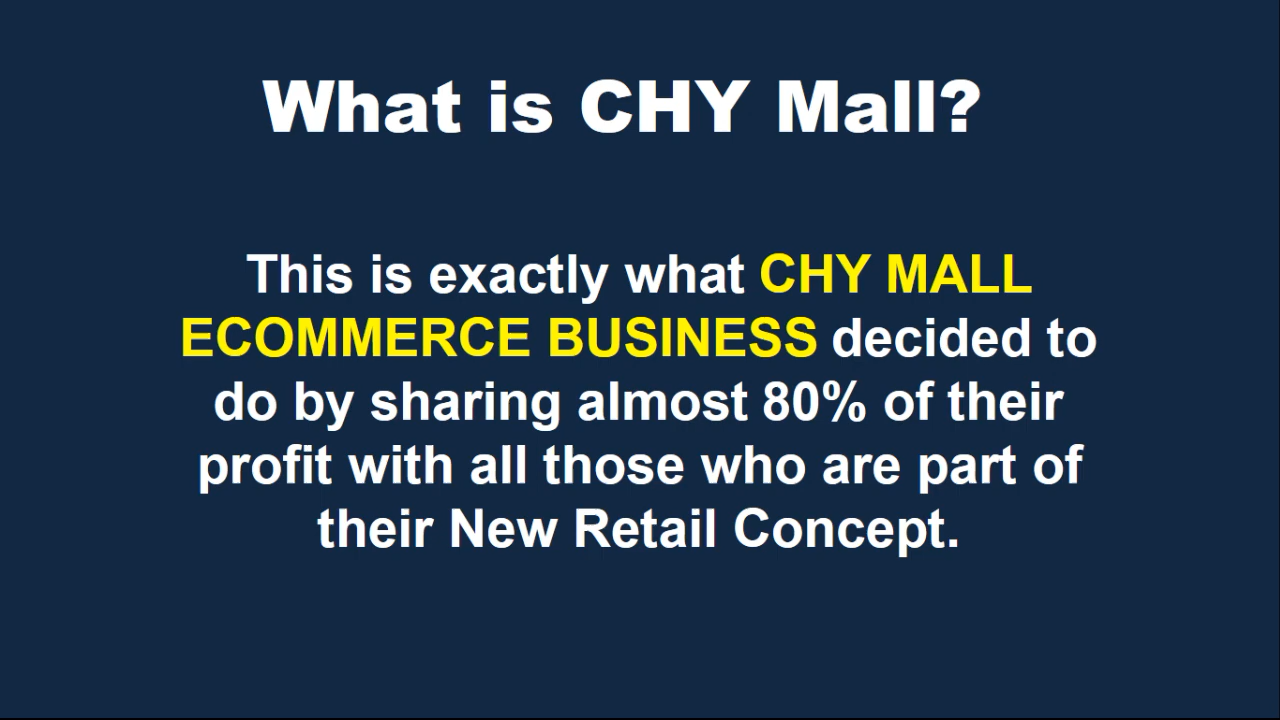 What is CHY Mall?
This is exactly what CHY MALL
ECOMMERCE BUSINESS decided to
do by sharing almost 80% of their
profit with all those who are part of
their New Retail Concept.